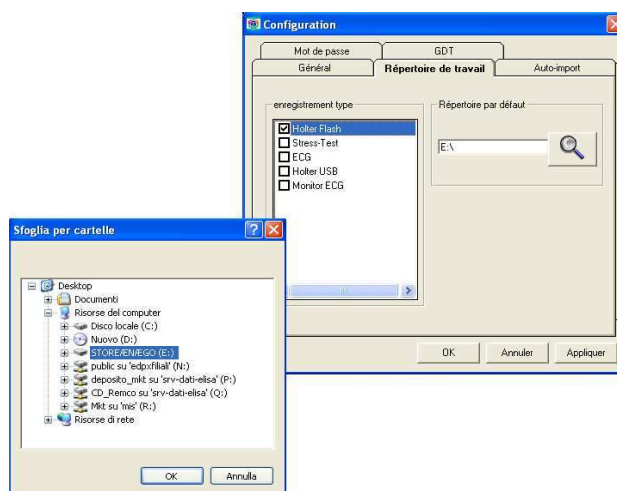 Configuration
Mot de passe
GDT
Général
Répertoire de travail
Auto-import
enregistrement type
Holter Flash
Stress-Test
ECG
Holter USB
Monitor ECG
Répertoire par défaut
E:\
OK
Annuler
Appliquer
Sfoglia per cartelle
Desktop
Documenti
Risorse del computer
Disco locale (C:)
Nuovo (D:)
STORE/EN/EGO (E:)
public su 'edpxfiliali' (N:)
deposito_mkt su 'srv-dati-elisa' (P:)
CD_Remco su 'srv-dati-elisa' (Q:)
Mkt su 'mis' (R:)
Risorse di rete
OK
Annulla